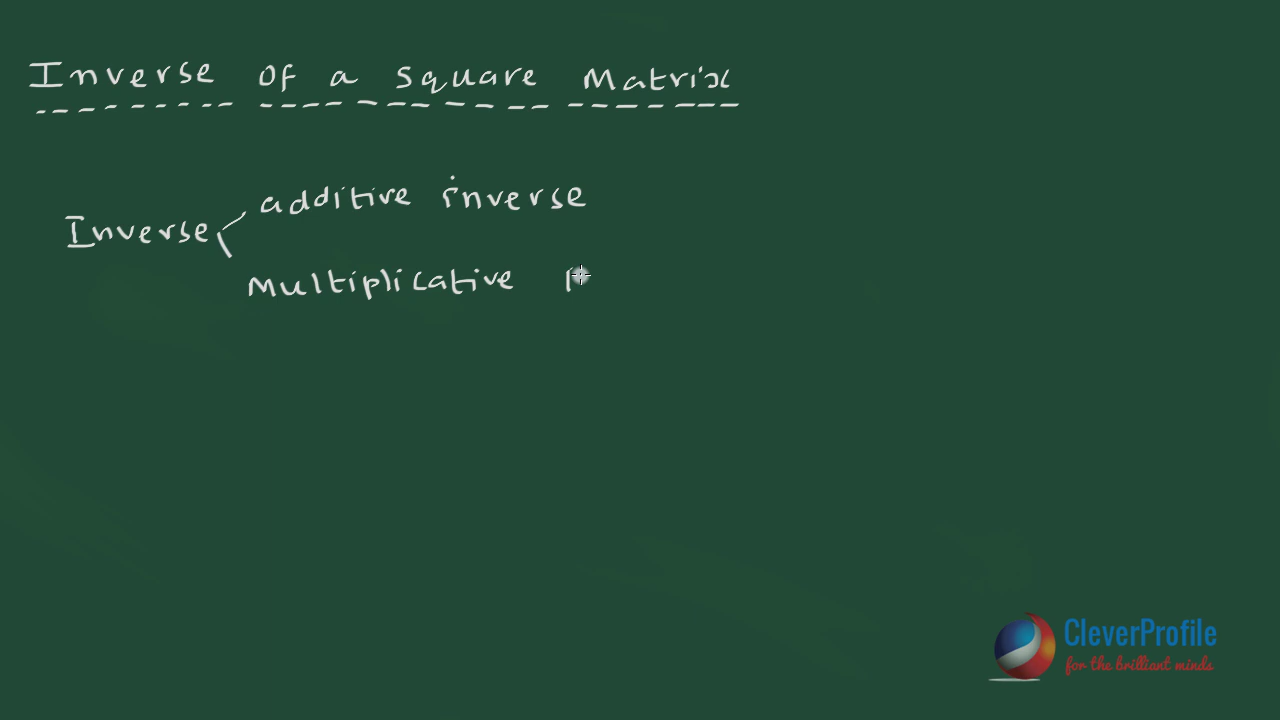 Inverse of a square Matrix
additive inverse
Inverse
Multiplicative
CleverProfile
for the brilliant minds